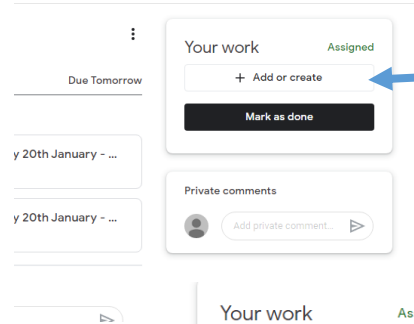 Your work Assigned
+ Add or create
Due Tomorrow
Mark as done
y 20th January - ...
Private comments
y 20th January - ...
Add private comment...
Your work As